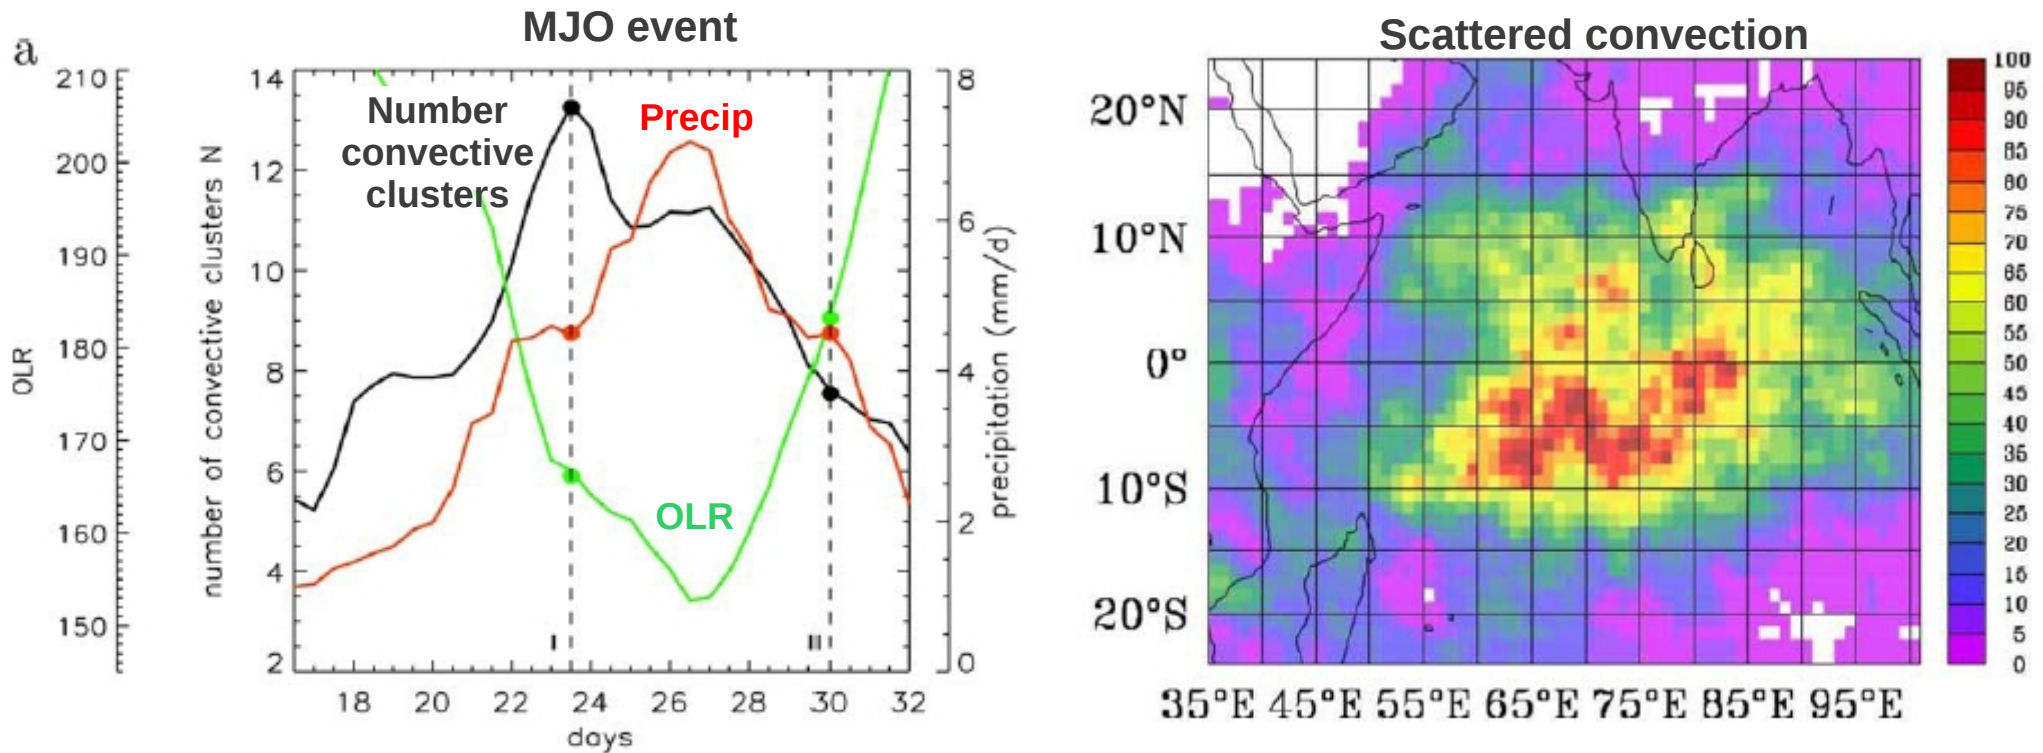 MJO event
a
Number
convective
clusters
Precip
OLR
OLR
210
200
190
180
170
160
150
number of convective clusters N
14
12
10
8
6
4
2
precipitation (mm/d)
8
6
4
2
0
I
II
18 20 22 24 26 28 30 32
days
Scattered convection
20°N
10°N
0°
10°S
20°S
35°E 45°E 55°E 65°E 75°E 85°E 95°E
100
95
90
85
80
75
70
65
60
55
50
45
40
35
30
25
20
15
10
5
0